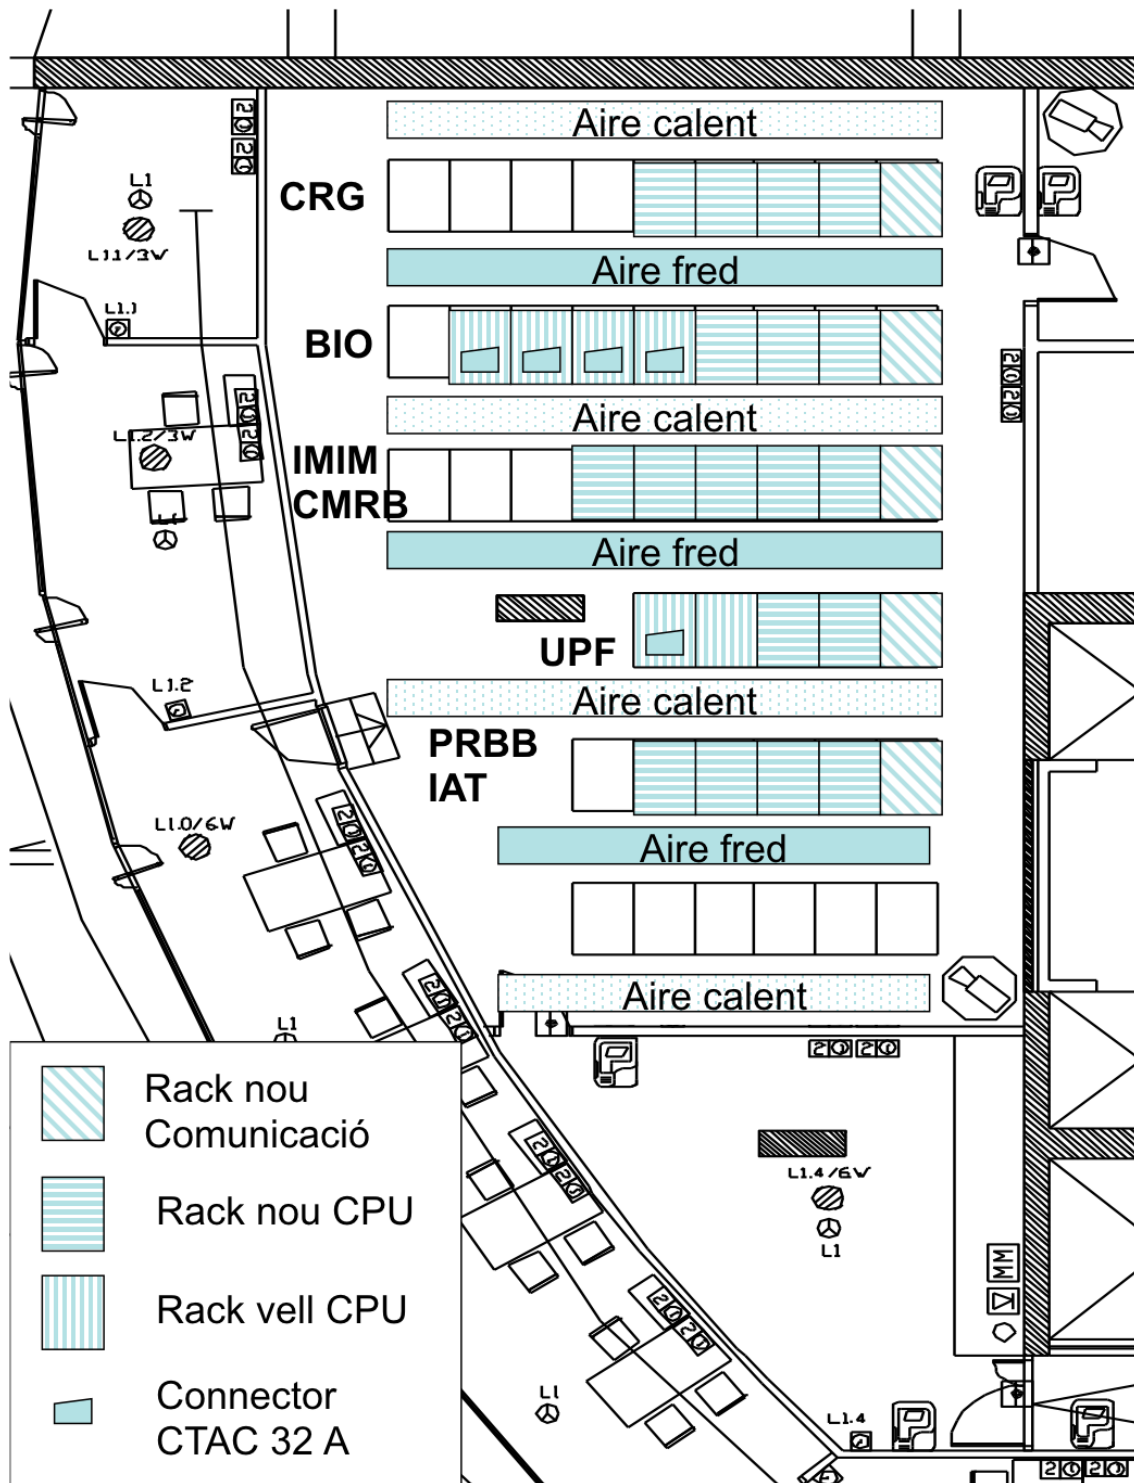 Aire calent
CRG
L1
L1.1/3W
Aire fred
L1.1
BIO
Aire calent
L1.2/3W
IMIM
CMRB
Aire fred
UPF
L1.2
Aire calent
PRBB
IAT
L1.0/6W
Aire fred
Aire calent
L1
Rack nou
Comunicació
L1.4/6W
L1
Rack nou CPU
MM
Rack vell CPU
Connector
CTAC 32 A
L1
L1.4